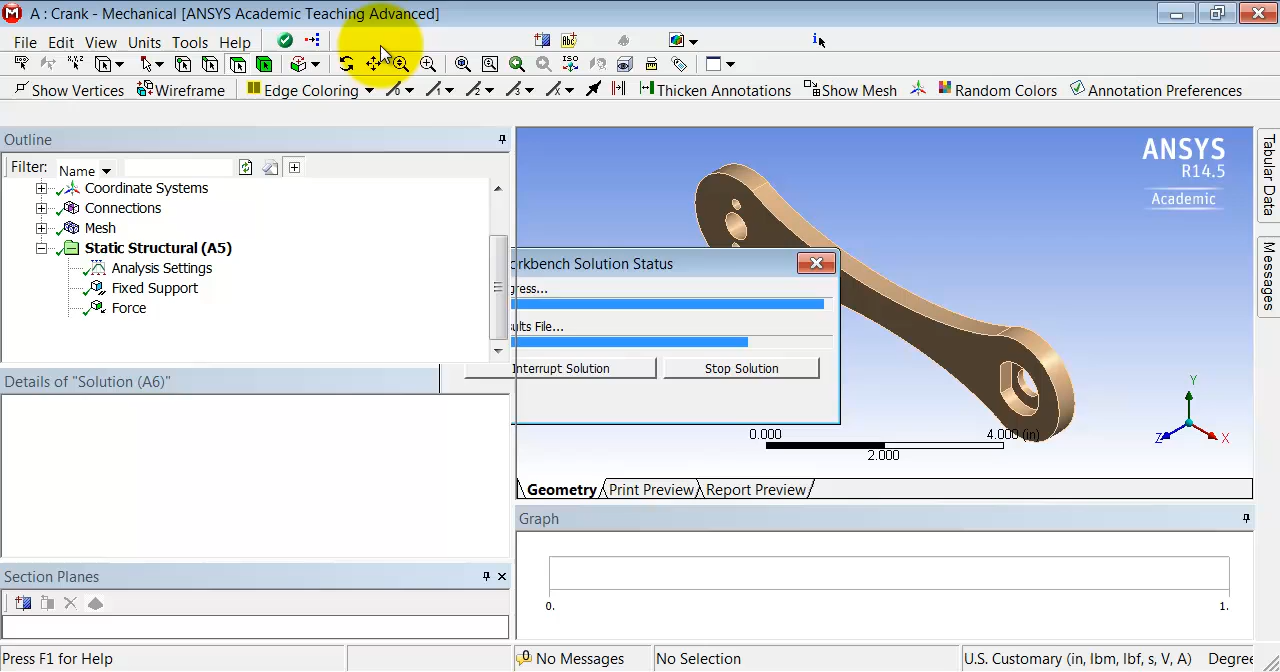 A : Crank - Mechanical [ANSYS Academic Teaching Advanced]
File Edit View Units Tools Help
Show Vertices Wireframe Edge Coloring Thicken Annotations Show Mesh Random Colors Annotation Preferences
Outline
Filter: Name
Coordinate Systems
Connections
Mesh
Static Structural (A5)
Analysis Settings
Fixed Support
Force
Details of "Solution (A6)"
Section Planes
ANSYS
R14.5
Academic
Tabular Data
Messages
orkbench Solution Status
gress...
ults File...
Interrupt Solution Stop Solution
0.000 4.000 (in)
2.000
Y
Z X
Geometry Print Preview Report Preview
Graph
0. 1.
Press F1 for Help 0 No Messages No Selection U.S. Customary (in, lbm, lbf, s, V, A) Degree